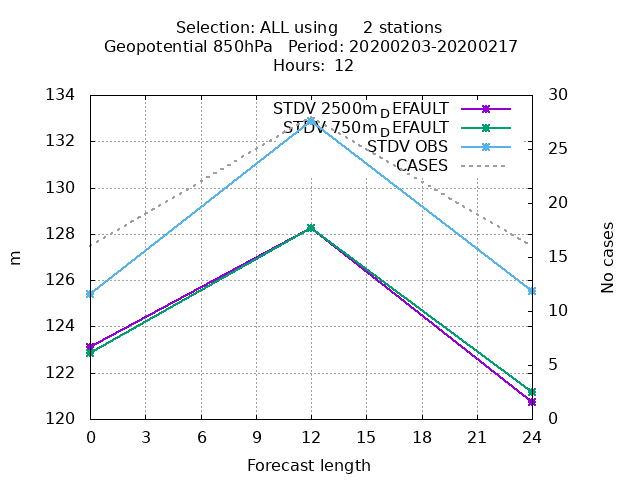 Selection: ALL using     2 stations
Geopotential 850hPa   Period: 20200203-20200217
Hours:  12
134
132
130
128
126
124
122
120
30
25
20
15
10
5
0
STDV 2500m_DEFAULT
STDV 750m_DEFAULT
STDV OBS
CASES
m
No cases
0 3 6 9 12 15 18 21 24
Forecast length